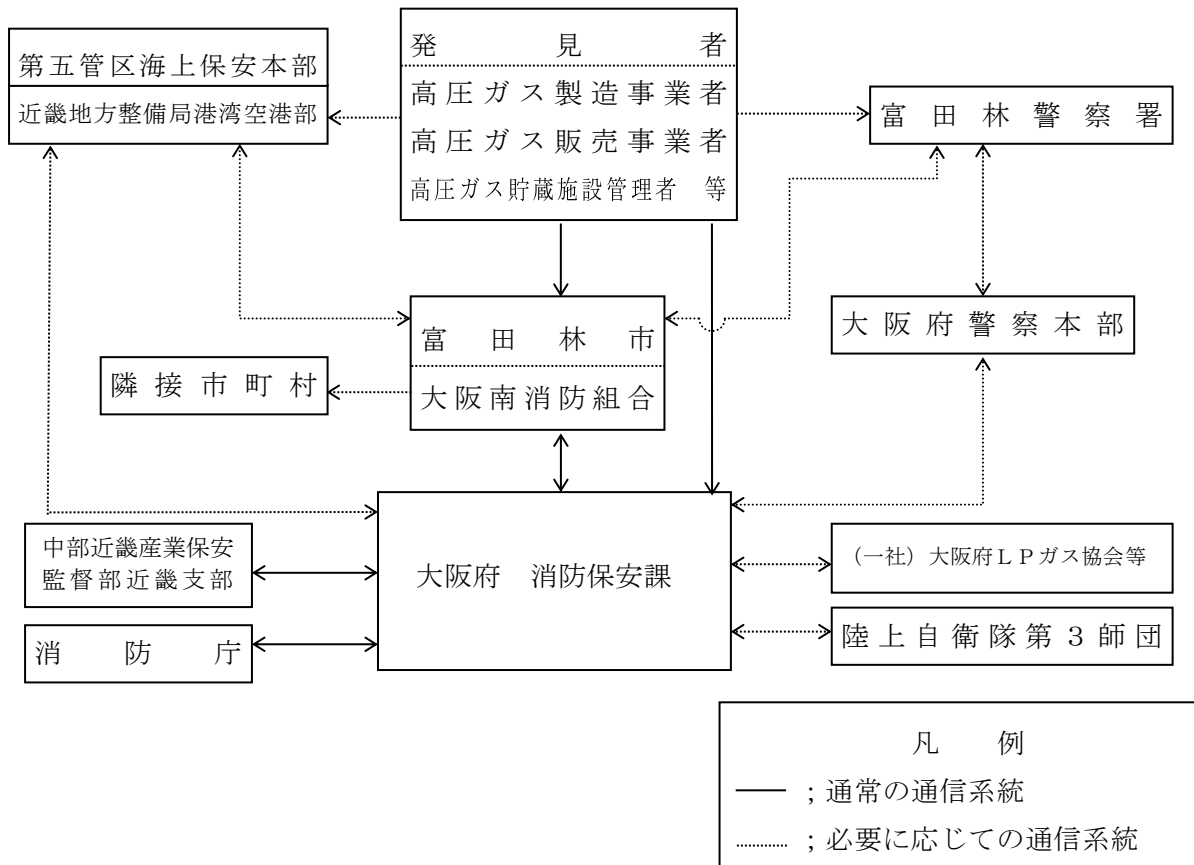 発見者
高圧ガス製造事業者
高圧ガス販売事業者
高圧ガス貯蔵施設管理者 等
第五管区海上保安本部
近畿地方整備局港湾空港部
富田林警察署
富田林市
大阪南消防組合
大阪府警察本部
隣接市町村
大阪府 消防保安課
中部近畿産業保安
監督部近畿支部
消防庁
(一社)大阪府LPガス協会等
陸上自衛隊第3師団
凡例
;通常の通信系統
;必要に応じての通信系統